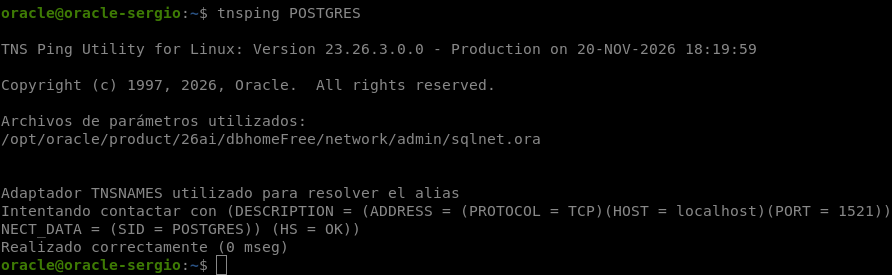 oracle@oracle-sergio:~$ tnsping POSTGRES
TNS Ping Utility for Linux: Version 23.26.3.0.0 - Production on 20-NOV-2026 18:19:59
Copyright (c) 1997, 2026, Oracle.  All rights reserved.
Archivos de parámetros utilizados:
/opt/oracle/product/26ai/dbhomeFree/network/admin/sqlnet.ora
Adaptador TNSNAMES utilizado para resolver el alias
Intentando contactar con (DESCRIPTION = (ADDRESS = (PROTOCOL = TCP)(HOST = localhost)(PORT = 1521))
NECT_DATA = (SID = POSTGRES)) (HS = OK))
Realizado correctamente (0 mseg)
oracle@oracle-sergio:~$